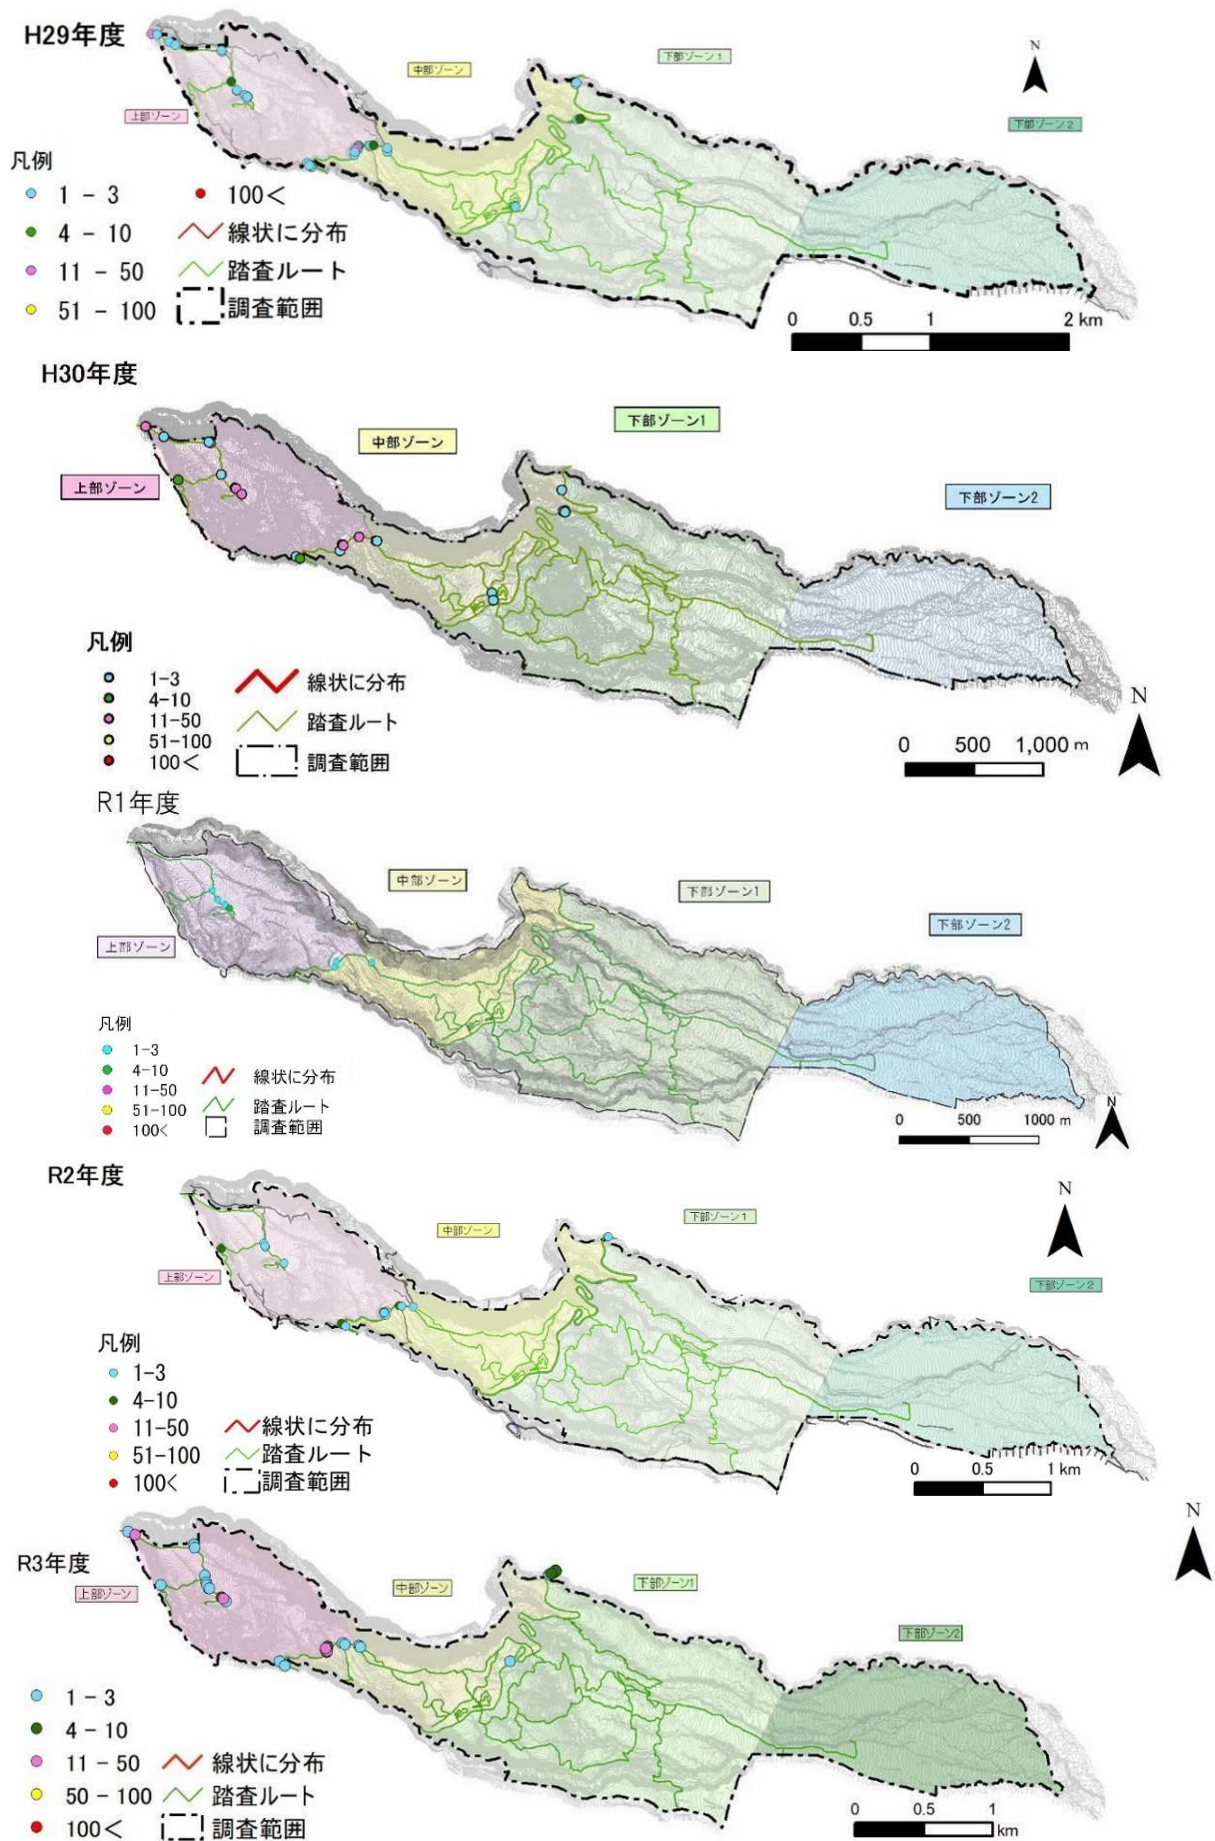 H29年度
N
中部ゾーン
下部ゾーン1
上部ゾーン
下部ゾーン2
凡例
1 - 3
100<
4 - 10
線状に分布
11 - 50
踏査ルート
51 - 100
調査範囲
0 0.5 1 2 km
H30年度
下部ゾーン1
中部ゾーン
上部ゾーン
下部ゾーン2
凡例
1-3
線状に分布
4-10
11-50
踏査ルート
51-100
100<
調査範囲
N
0 500 1,000 m
R1年度
中部ゾーン
下部ゾーン1
下部ゾーン2
上部ゾーン
凡例
1-3
4-10
線状に分布
11-50
51-100
踏査ルート
100<
調査範囲
N
0 500 1000 m
R2年度
N
中部ゾーン
下部ゾーン1
上部ゾーン
下部ゾーン2
凡例
1-3
4-10
11-50
線状に分布
51-100
踏査ルート
100<
調査範囲
0 0.5 1 km
N
R3年度
上部ゾーン
中部ゾーン
下部ゾーン1
下部ゾーン2
1 - 3
4 - 10
11 - 50
線状に分布
50 - 100
踏査ルート
100<
調査範囲
0 0.5 1
km